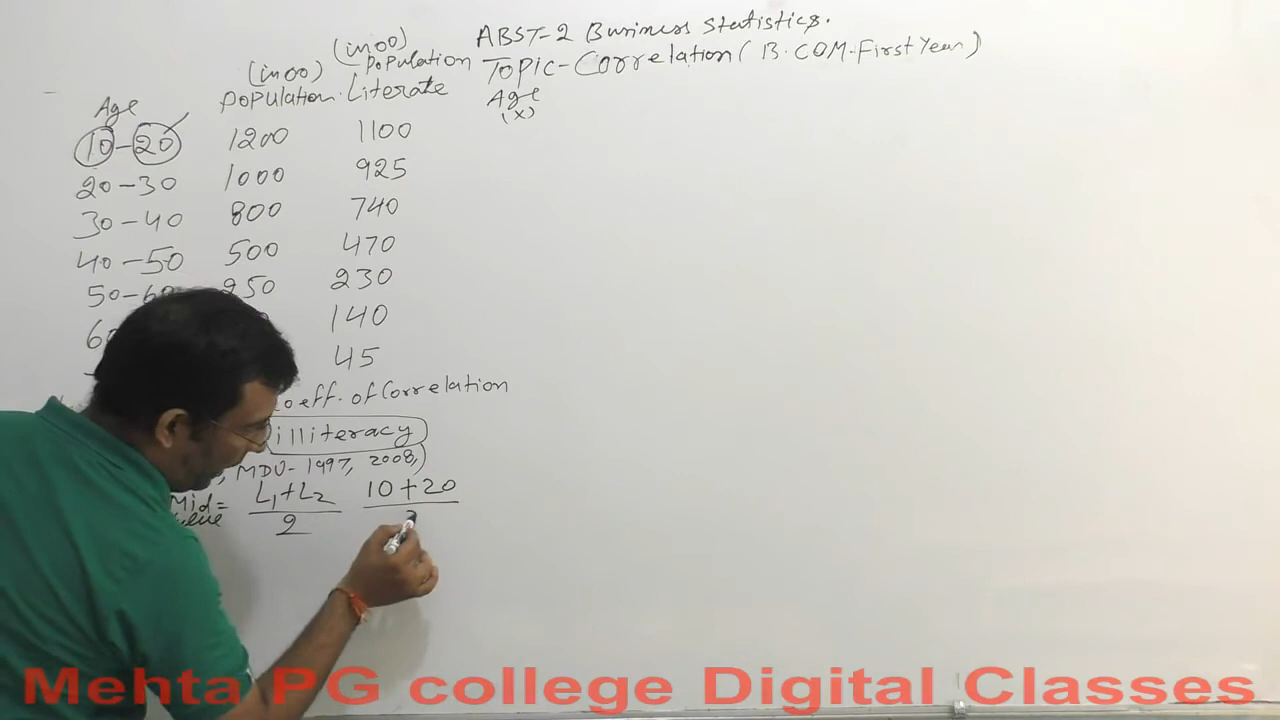 ABST-2 Business Statistics.
Topic-Correlation (B.COM. First Year)
(in 00) (in 00)
Age Population. Population Literate Age (X)
10-20 1200 1100
20-30 1000 925
30-40 800 740
40-50 500 470
50-60 250 230
140
45
coeff. of Correlation
illiteracy
, MDU-1997, 2008,)
Mid = L1+L2 10+20
2
Mehta PG college Digital Classes